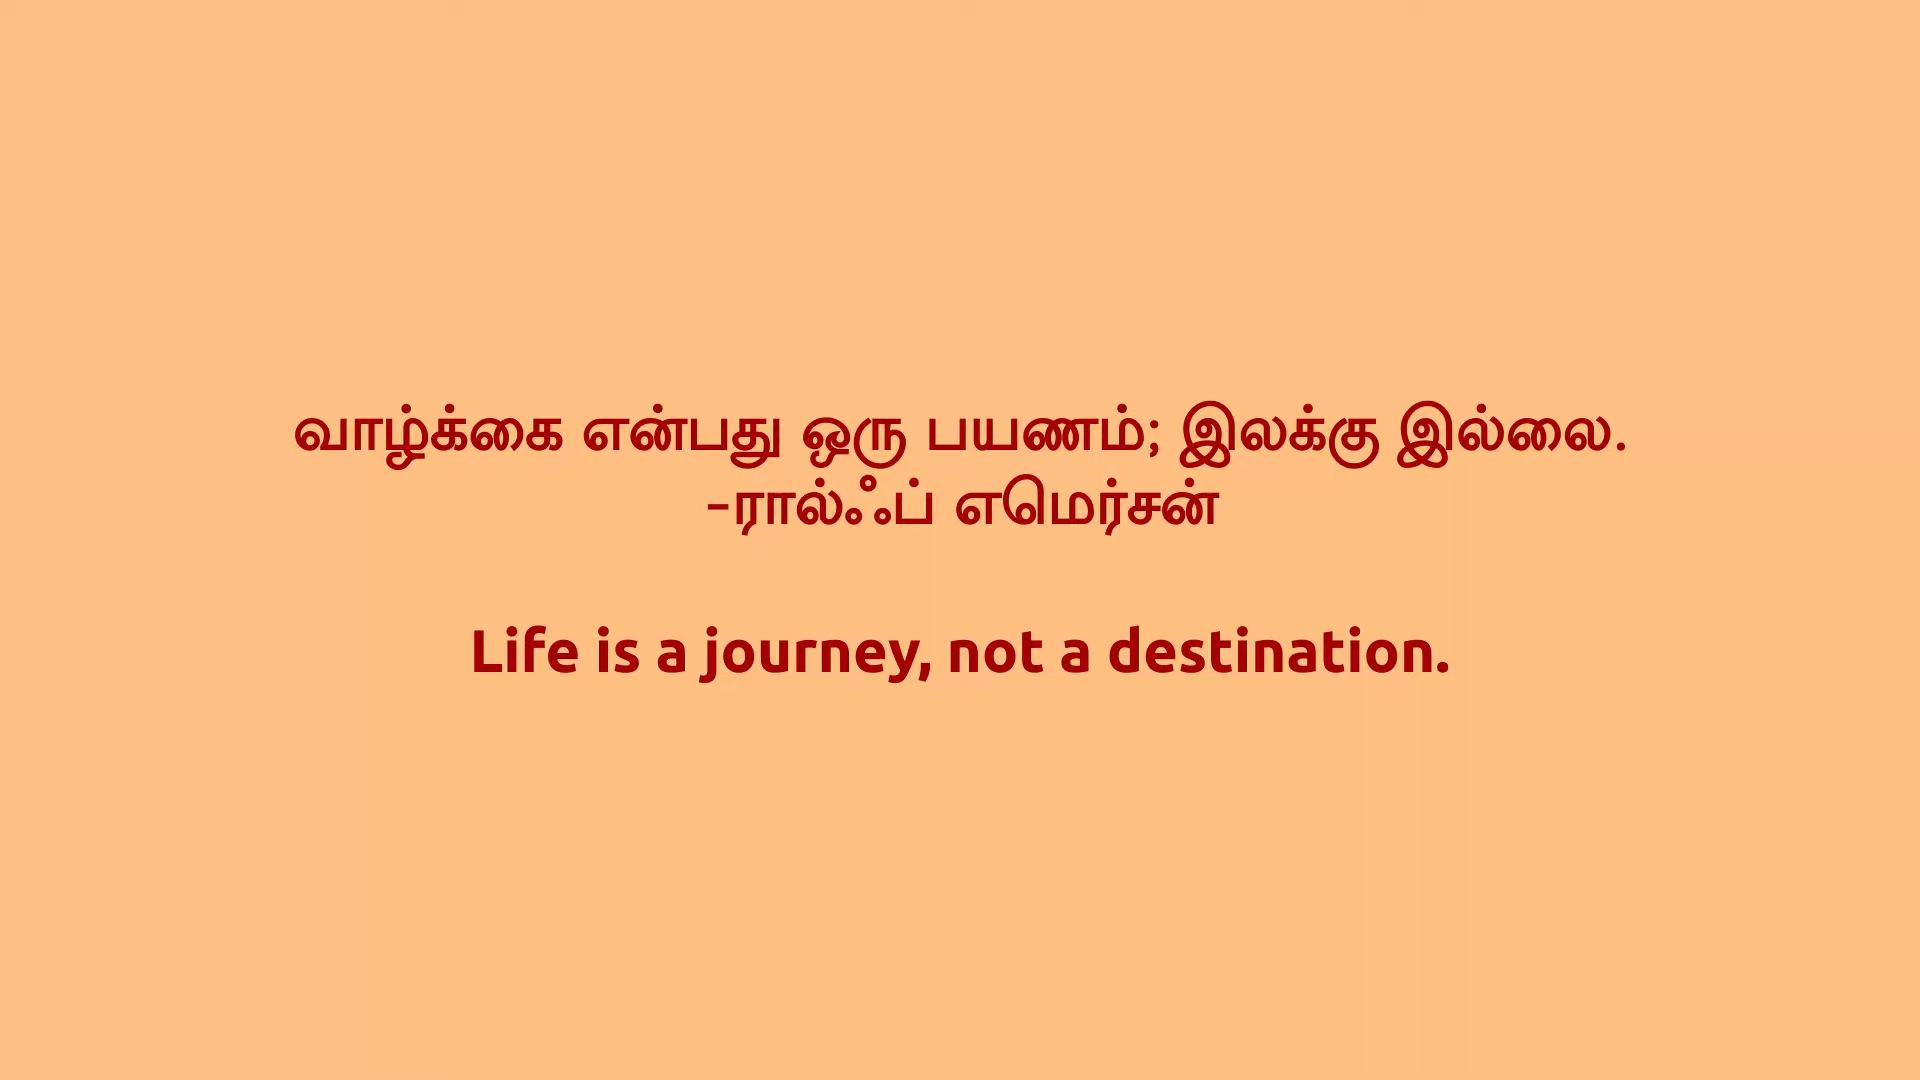 வாழ்க்கை என்பது ஒரு பயணம்; இலக்கு இல்லை.
-ரால்ஃப் எமெர்சன்
Life is a journey, not a destination.